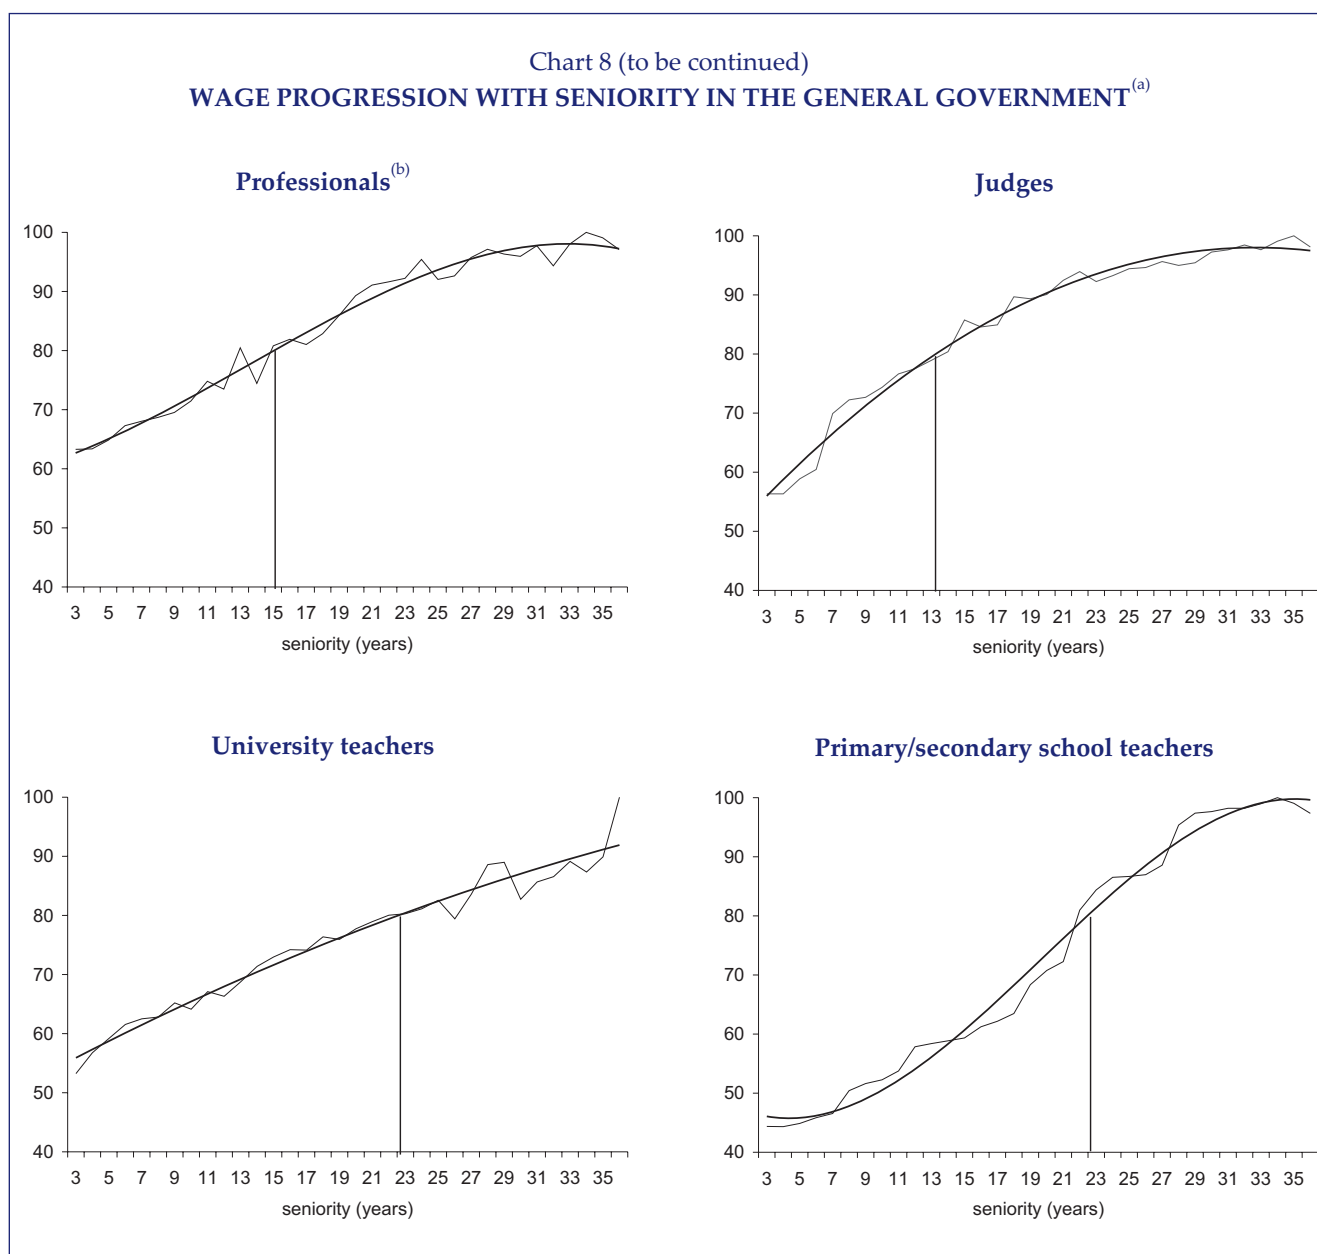 Chart 8 (to be continued)
WAGE PROGRESSION WITH SENIORITY IN THE GENERAL GOVERNMENT(a)
Professionals(b)
100
90
80
70
60
50
40
3 5 7 9 11 13 15 17 19 21 23 25 27 29 31 33 35
seniority (years)
Judges
100
90
80
70
60
50
40
3 5 7 9 11 13 15 17 19 21 23 25 27 29 31 33 35
seniority (years)
University teachers
100
90
80
70
60
50
40
3 5 7 9 11 13 15 17 19 21 23 25 27 29 31 33 35
seniority (years)
Primary/secondary school teachers
100
90
80
70
60
50
40
3 5 7 9 11 13 15 17 19 21 23 25 27 29 31 33 35
seniority (years)